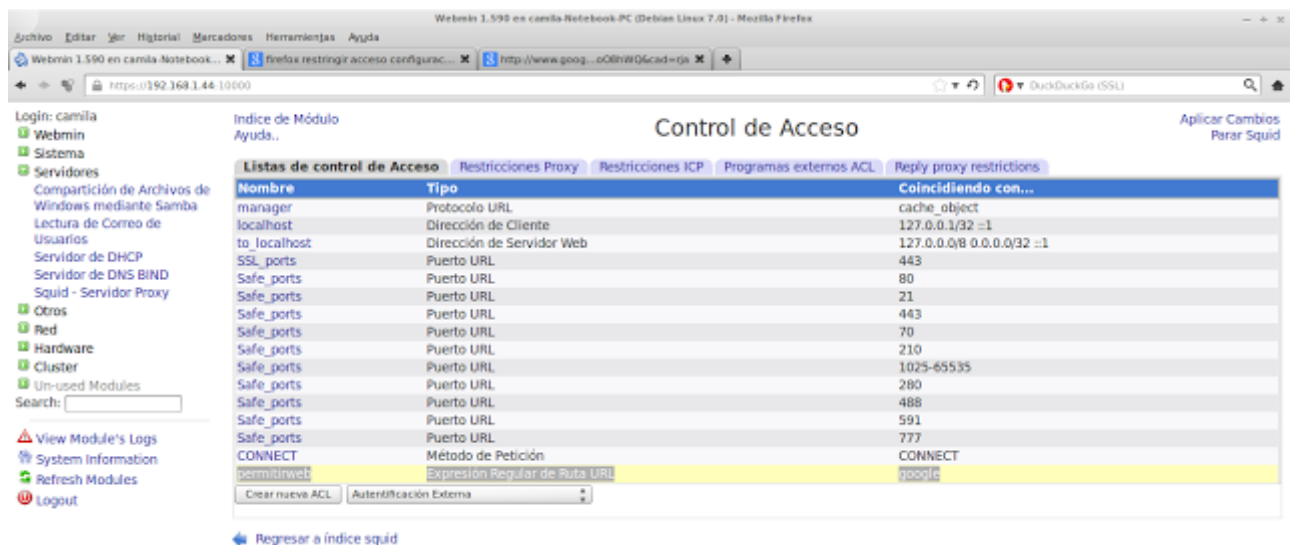 Webmin 1.590 en camila-Notebook-PC (Debian Linux 7.0) - Mozilla Firefox
Archivo Editar Ver Historial Marcadores Herramientas Ayuda
Webmin 1.590 en camila-Notebook... firefox restringir acceso configurac... http://www.goog...oO8hWQ&cad=rja
https://192.168.1.44:10000 DuckDuckGo (SSL)
Login: camila
Webmin
Sistema
Servidores
Compartición de Archivos de
Windows mediante Samba
Lectura de Correo de
Usuarios
Servidor de DHCP
Servidor de DNS BIND
Squid - Servidor Proxy
Otros
Red
Hardware
Cluster
Un-used Modules
Search:
View Module's Logs
System Information
Refresh Modules
Logout
Indice de Módulo
Ayuda..
Control de Acceso
Aplicar Cambios
Parar Squid
Listas de control de Acceso Restricciones Proxy Restricciones ICP Programas externos ACL Reply proxy restrictions
Nombre Tipo Coincidiendo con...
manager Protocolo URL cache_object
localhost Dirección de Cliente 127.0.0.1/32 ::1
to_localhost Dirección de Servidor Web 127.0.0.0/8 0.0.0.0/32 ::1
SSL_ports Puerto URL 443
Safe_ports Puerto URL 80
Safe_ports Puerto URL 21
Safe_ports Puerto URL 443
Safe_ports Puerto URL 70
Safe_ports Puerto URL 210
Safe_ports Puerto URL 1025-65535
Safe_ports Puerto URL 280
Safe_ports Puerto URL 488
Safe_ports Puerto URL 591
Safe_ports Puerto URL 777
CONNECT Método de Petición CONNECT
permitirweb Expresión Regular de Ruta URL google
Crear nueva ACL Autentificación Externa
Regresar a índice squid